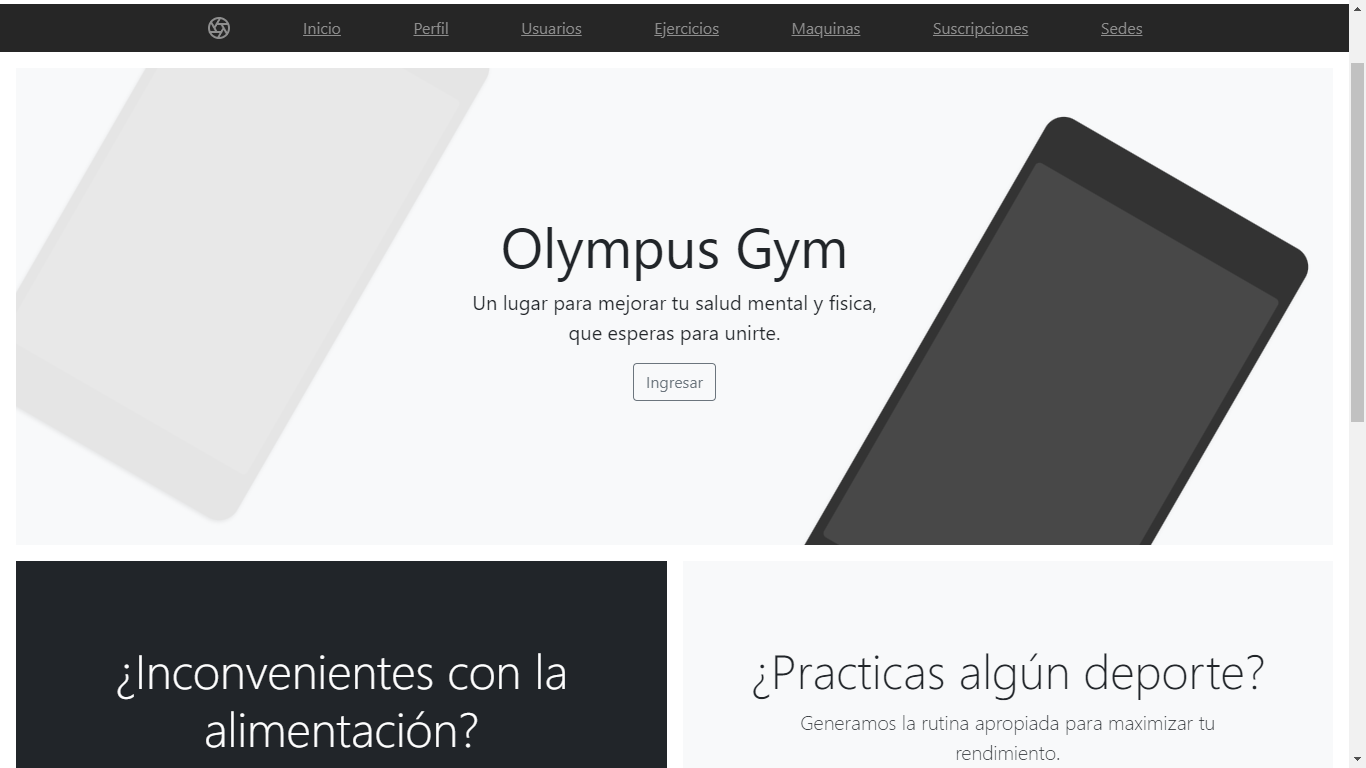 Inicio Perfil Usuarios Ejercicios Maquinas Suscripciones Sedes
Olympus Gym
Un lugar para mejorar tu salud mental y fisica,
que esperas para unirte.
Ingresar
¿Inconvenientes con la
alimentación?
¿Practicas algún deporte?
Generamos la rutina apropiada para maximizar tu
rendimiento.